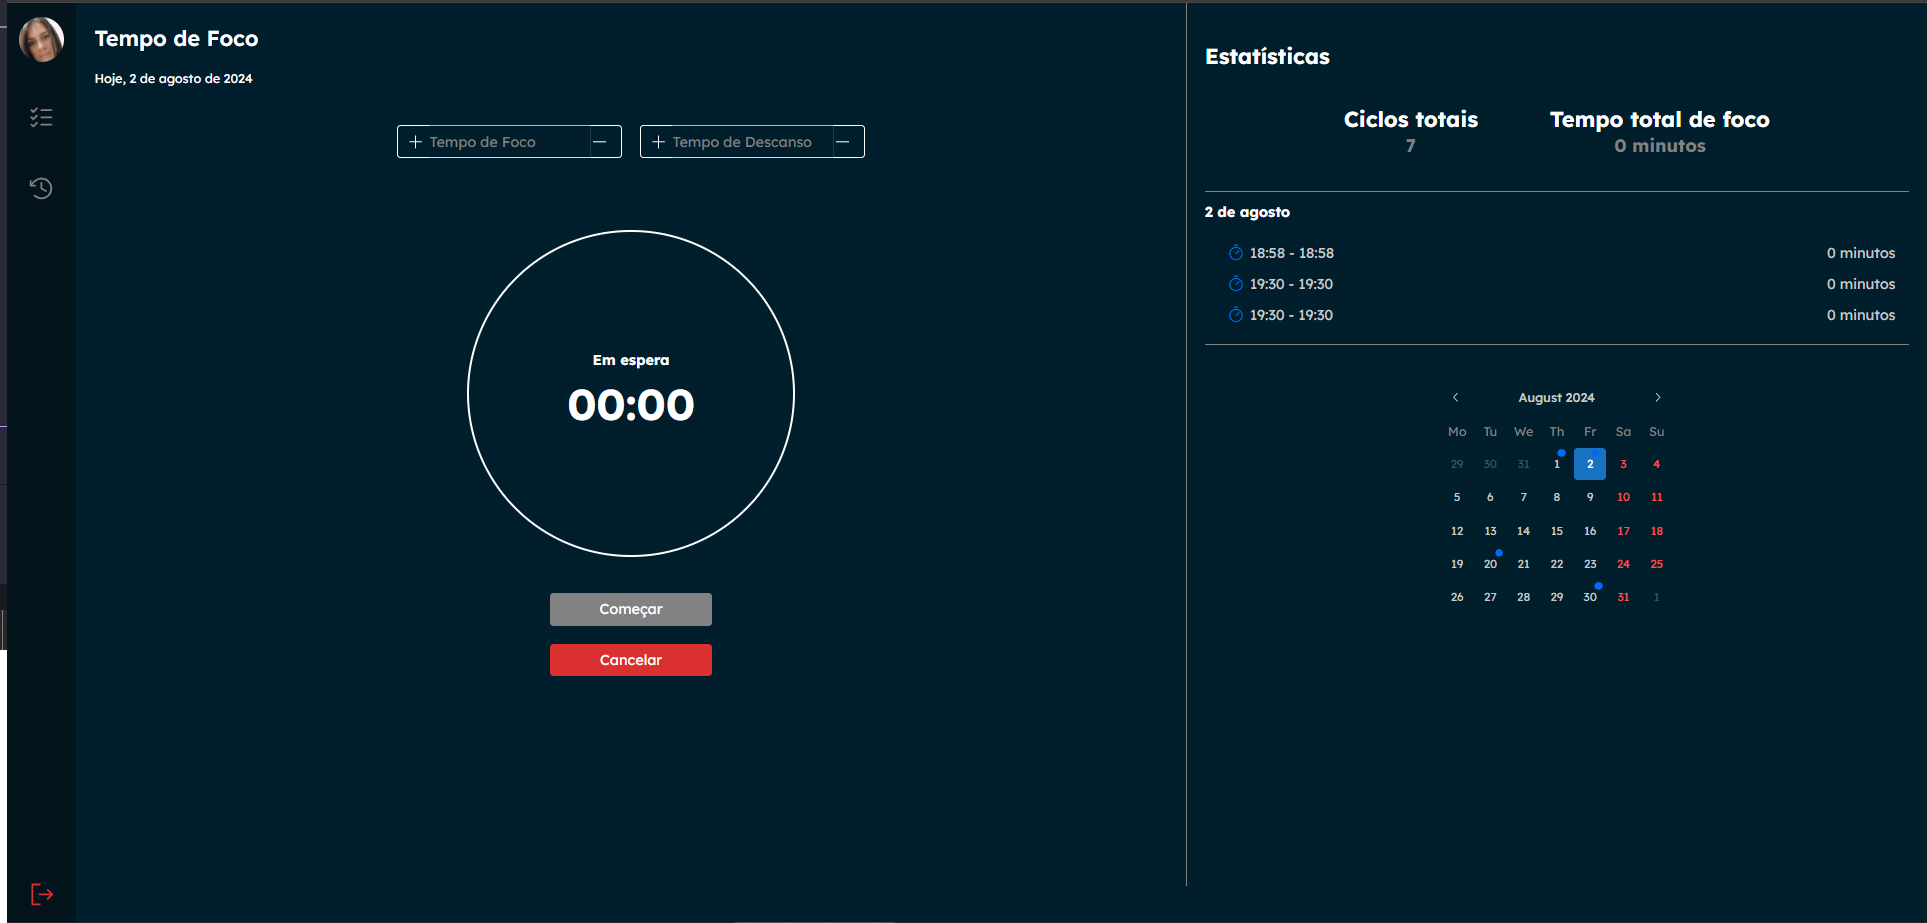 Tempo de Foco
Hoje, 2 de agosto de 2024
Tempo de Foco
Tempo de Descanso
Em espera
00:00
Começar
Cancelar
Estatísticas
Ciclos totais
7
Tempo total de foco
0 minutos
2 de agosto
18:58 - 18:58 0 minutos
19:30 - 19:30 0 minutos
19:30 - 19:30 0 minutos
August 2024
Mo Tu We Th Fr Sa Su
29 30 31 1 2 3 4
5 6 7 8 9 10 11
12 13 14 15 16 17 18
19 20 21 22 23 24 25
26 27 28 29 30 31 1